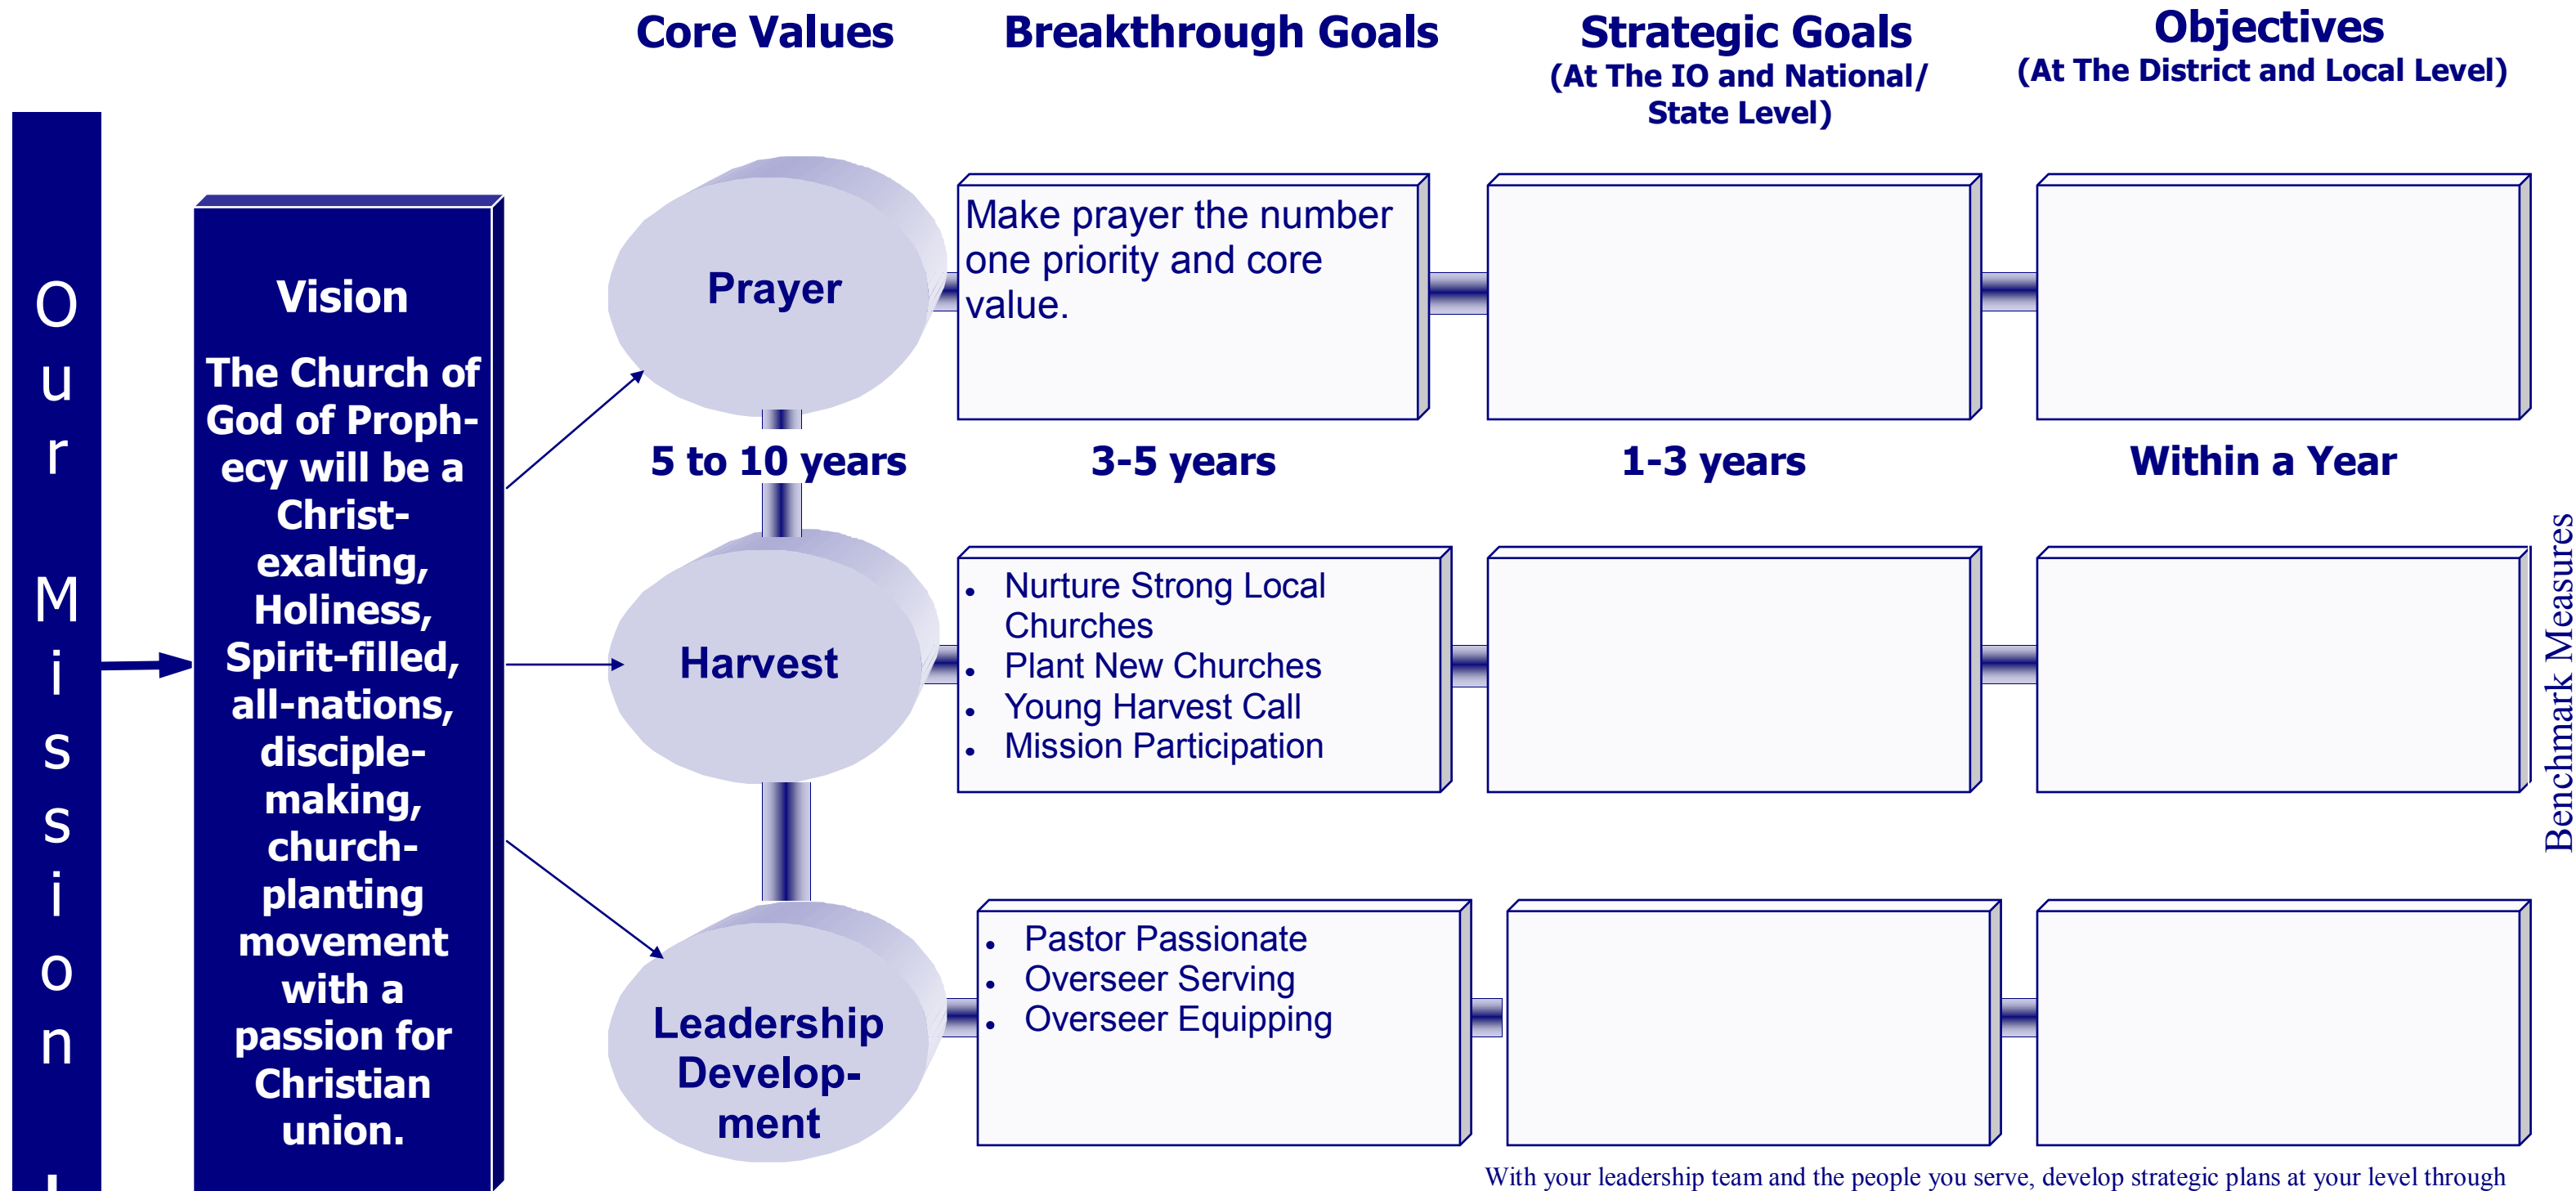 Core Values
Breakthrough Goals
Strategic Goals
(At The IO and National/
State Level)
Objectives
(At The District and Local Level)
Our Mission
Vision
The Church of
God of Proph-
ecy will be a
Christ-
exalting,
Holiness,
Spirit-filled,
all-nations,
disciple-
making,
church-
planting
movement
with a
passion for
Christian
union.
Prayer
Make prayer the number
one priority and core
value.
5 to 10 years
3-5 years
1-3 years
Within a Year
Harvest
• Nurture Strong Local
Churches
• Plant New Churches
• Young Harvest Call
• Mission Participation
Benchmark Measures
Leadership
Develop-
ment
• Pastor Passionate
• Overseer Serving
• Overseer Equipping
With your leadership team and the people you serve, develop strategic plans at your level through